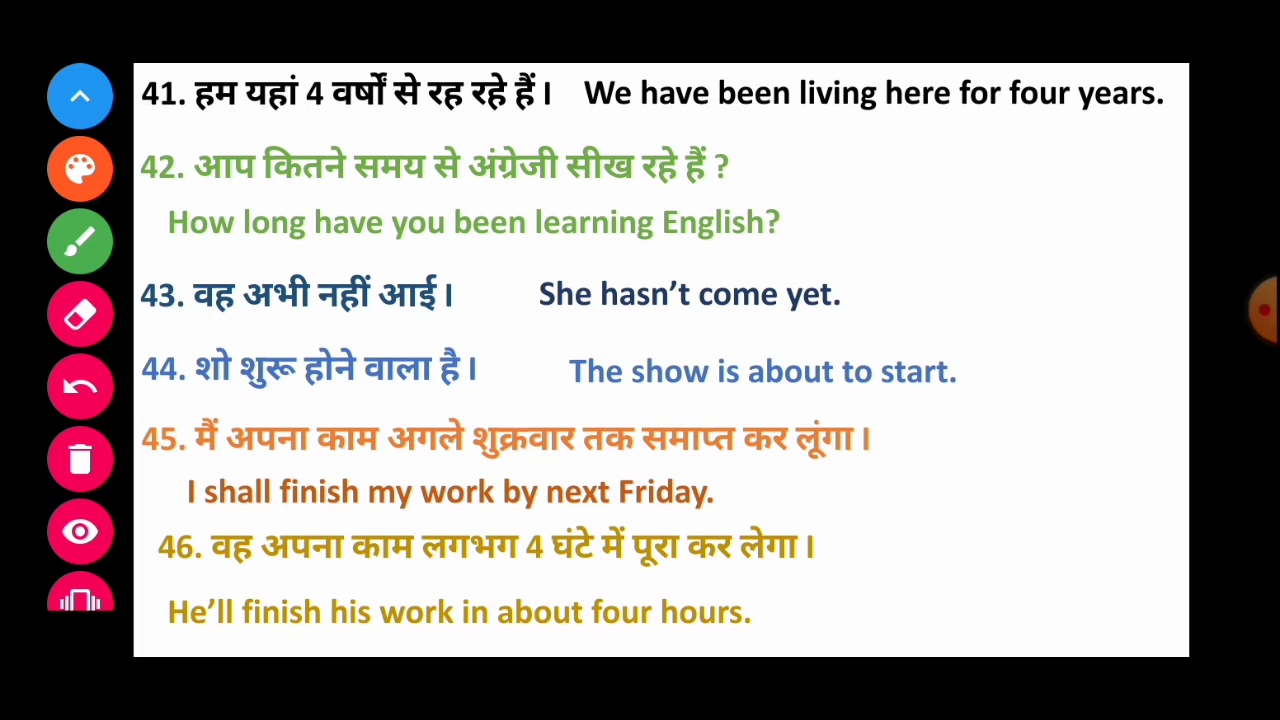 41. हम यहां 4 वर्षों से रह रहे हैं I We have been living here for four years.
42. आप कितने समय से अंग्रेजी सीख रहे हैं ?
How long have you been learning English?
43. वह अभी नहीं आई I She hasn’t come yet.
44. शो शुरू होने वाला है I The show is about to start.
45. मैं अपना काम अगले शुक्रवार तक समाप्त कर लूंगा I
I shall finish my work by next Friday.
46. वह अपना काम लगभग 4 घंटे में पूरा कर लेगा I
He’ll finish his work in about four hours.